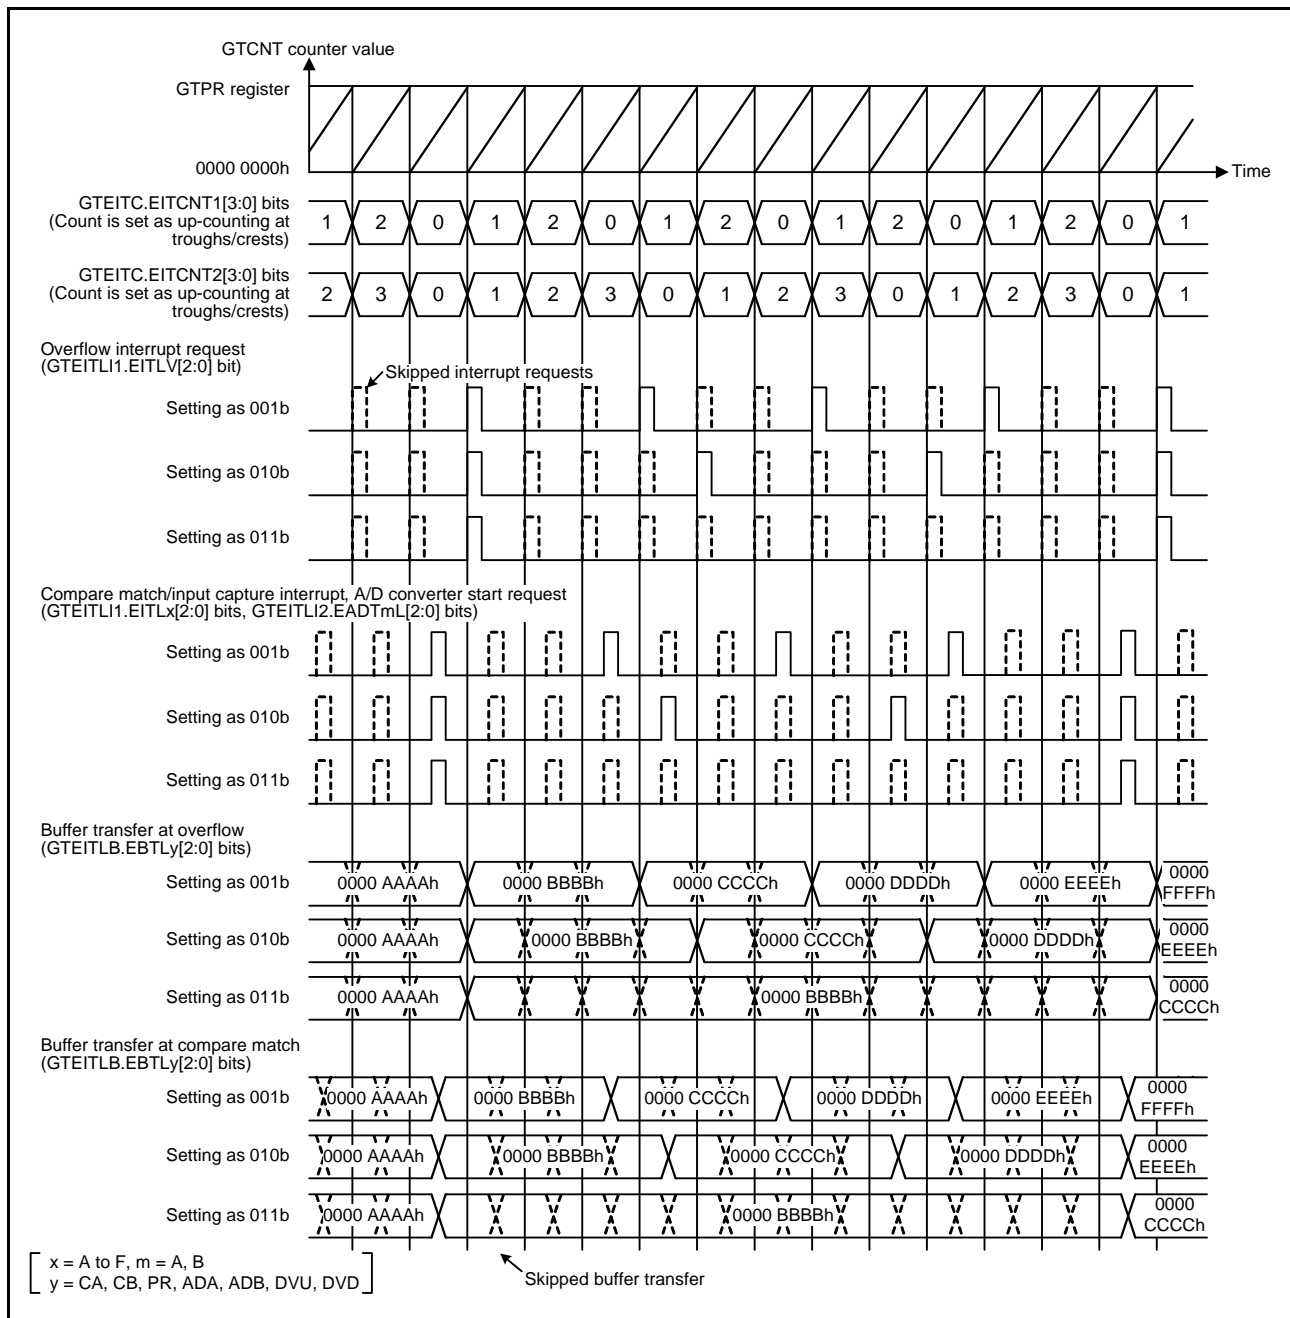 GTCNT counter value
GTPR register
0000 0000h
Time
GTEITC.EITCNT1[3:0] bits
(Count is set as up-counting at
troughs/crests)
1 2 0 1 2 0 1 2 0 1 2 0 1 2 0 1
GTEITC.EITCNT2[3:0] bits
(Count is set as up-counting at
troughs/crests)
2 3 0 1 2 3 0 1 2 3 0 1 2 3 0 1
Overflow interrupt request
(GTEITLI1.EITLV[2:0] bit)
Skipped interrupt requests
Setting as 001b
Setting as 010b
Setting as 011b
Compare match/input capture interrupt, A/D converter start request
(GTEITLI1.EITLx[2:0] bits, GTEITLI2.EADTmL[2:0] bits)
Setting as 001b
Setting as 010b
Setting as 011b
Buffer transfer at overflow
(GTEITLB.EBTLy[2:0] bits)
Setting as 001b 0000 AAAAh 0000 BBBBh 0000 CCCCh 0000 DDDDh 0000 EEEEh 0000
FFFFh
Setting as 010b 0000 AAAAh 0000 BBBBh 0000 CCCCh 0000 DDDDh 0000
EEEEh
Setting as 011b 0000 AAAAh 0000 BBBBh 0000
CCCCh
Buffer transfer at compare match
(GTEITLB.EBTLy[2:0] bits)
Setting as 001b 0000 AAAAh 0000 BBBBh 0000 CCCCh 0000 DDDDh 0000 EEEEh 0000
FFFFh
Setting as 010b 0000 AAAAh 0000 BBBBh 0000 CCCCh 0000 DDDDh 0000
EEEEh
Setting as 011b 0000 AAAAh 0000 BBBBh 0000
CCCCh
x = A to F, m = A, B
y = CA, CB, PR, ADA, ADB, DVU, DVD
Skipped buffer transfer